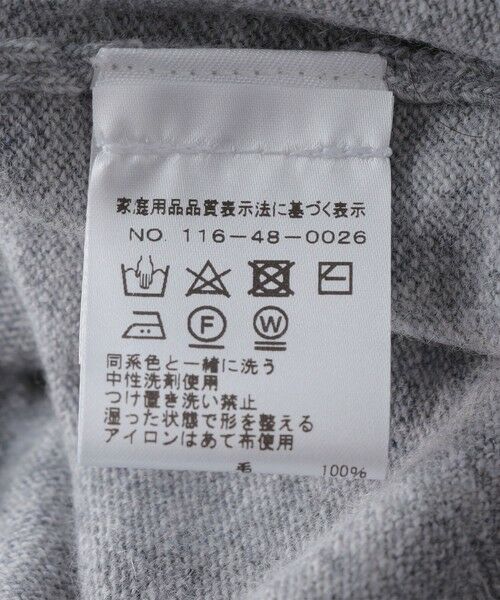 家庭用品品質表示法に基づく表示
NO. 116-48-0026
F W
同系色と一緒に洗う
中性洗剤使用
つけ置き洗い禁止
湿った状態で形を整える
アイロンはあて布使用
毛 100%